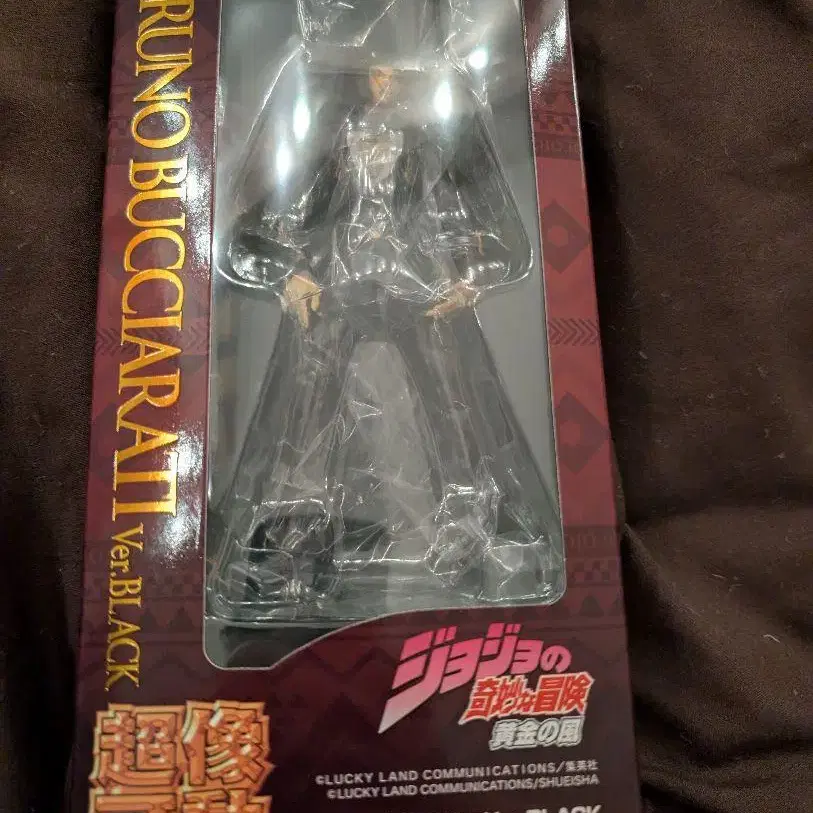 RUNO BUCCIARATI Ver.BLACK
ジョジョの
奇妙な冒険
黄金の風
超像
©LUCKY LAND COMMUNICATIONS/集英社
©LUCKY LAND COMMUNICATIONS/SHUEISHA
BLACK